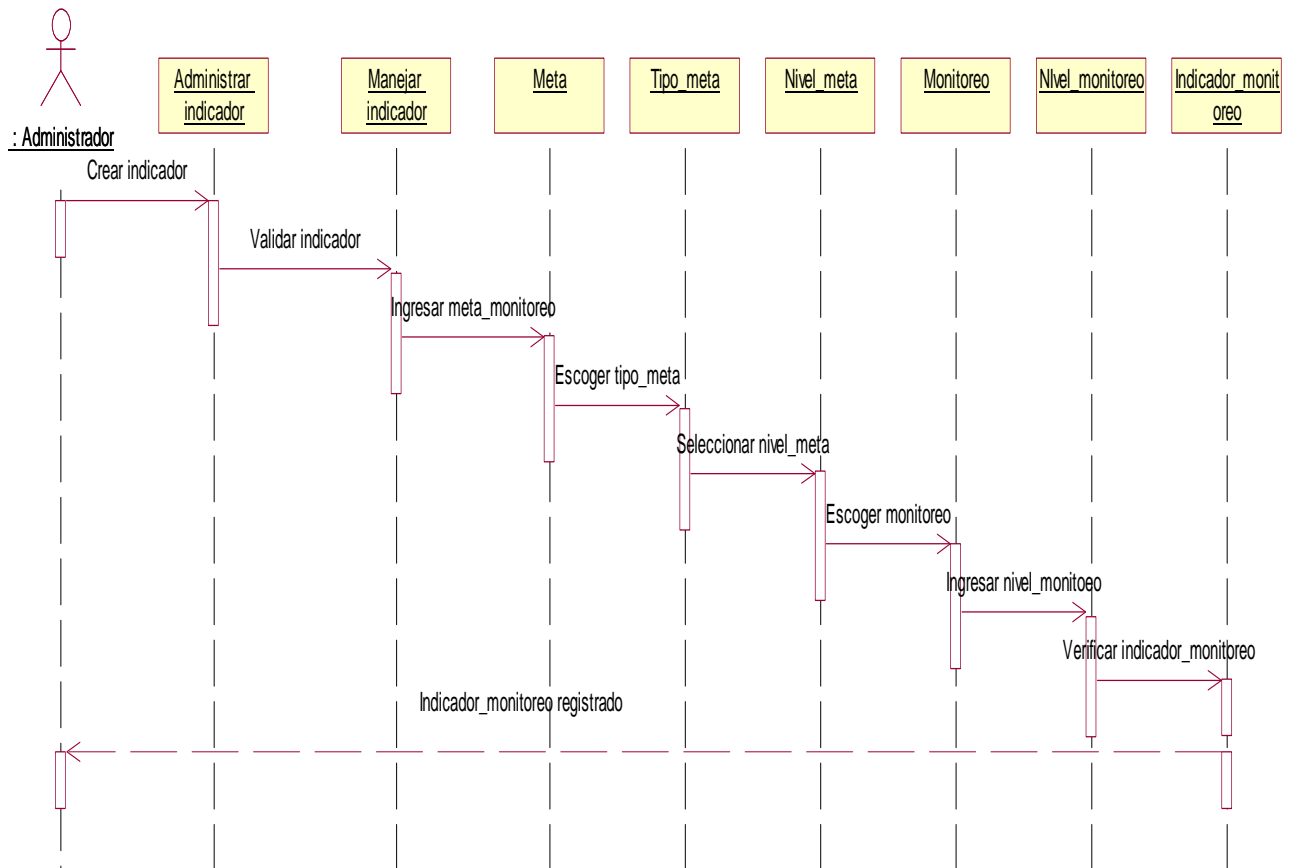 Administrar
indicador
Manejar
indicador
Meta
Tipo_meta
Nivel_meta
Monitoreo
NIvel_monitoreo
Indicador_monit
oreo
: Administrador
Crear indicador
Validar indicador
Ingresar meta_monitoreo
Escoger tipo_meta
Seleccionar nivel_meta
Escoger monitoreo
Ingresar nivel_monitoeo
Verificar indicador_monitoreo
Indicador_monitoreo registrado